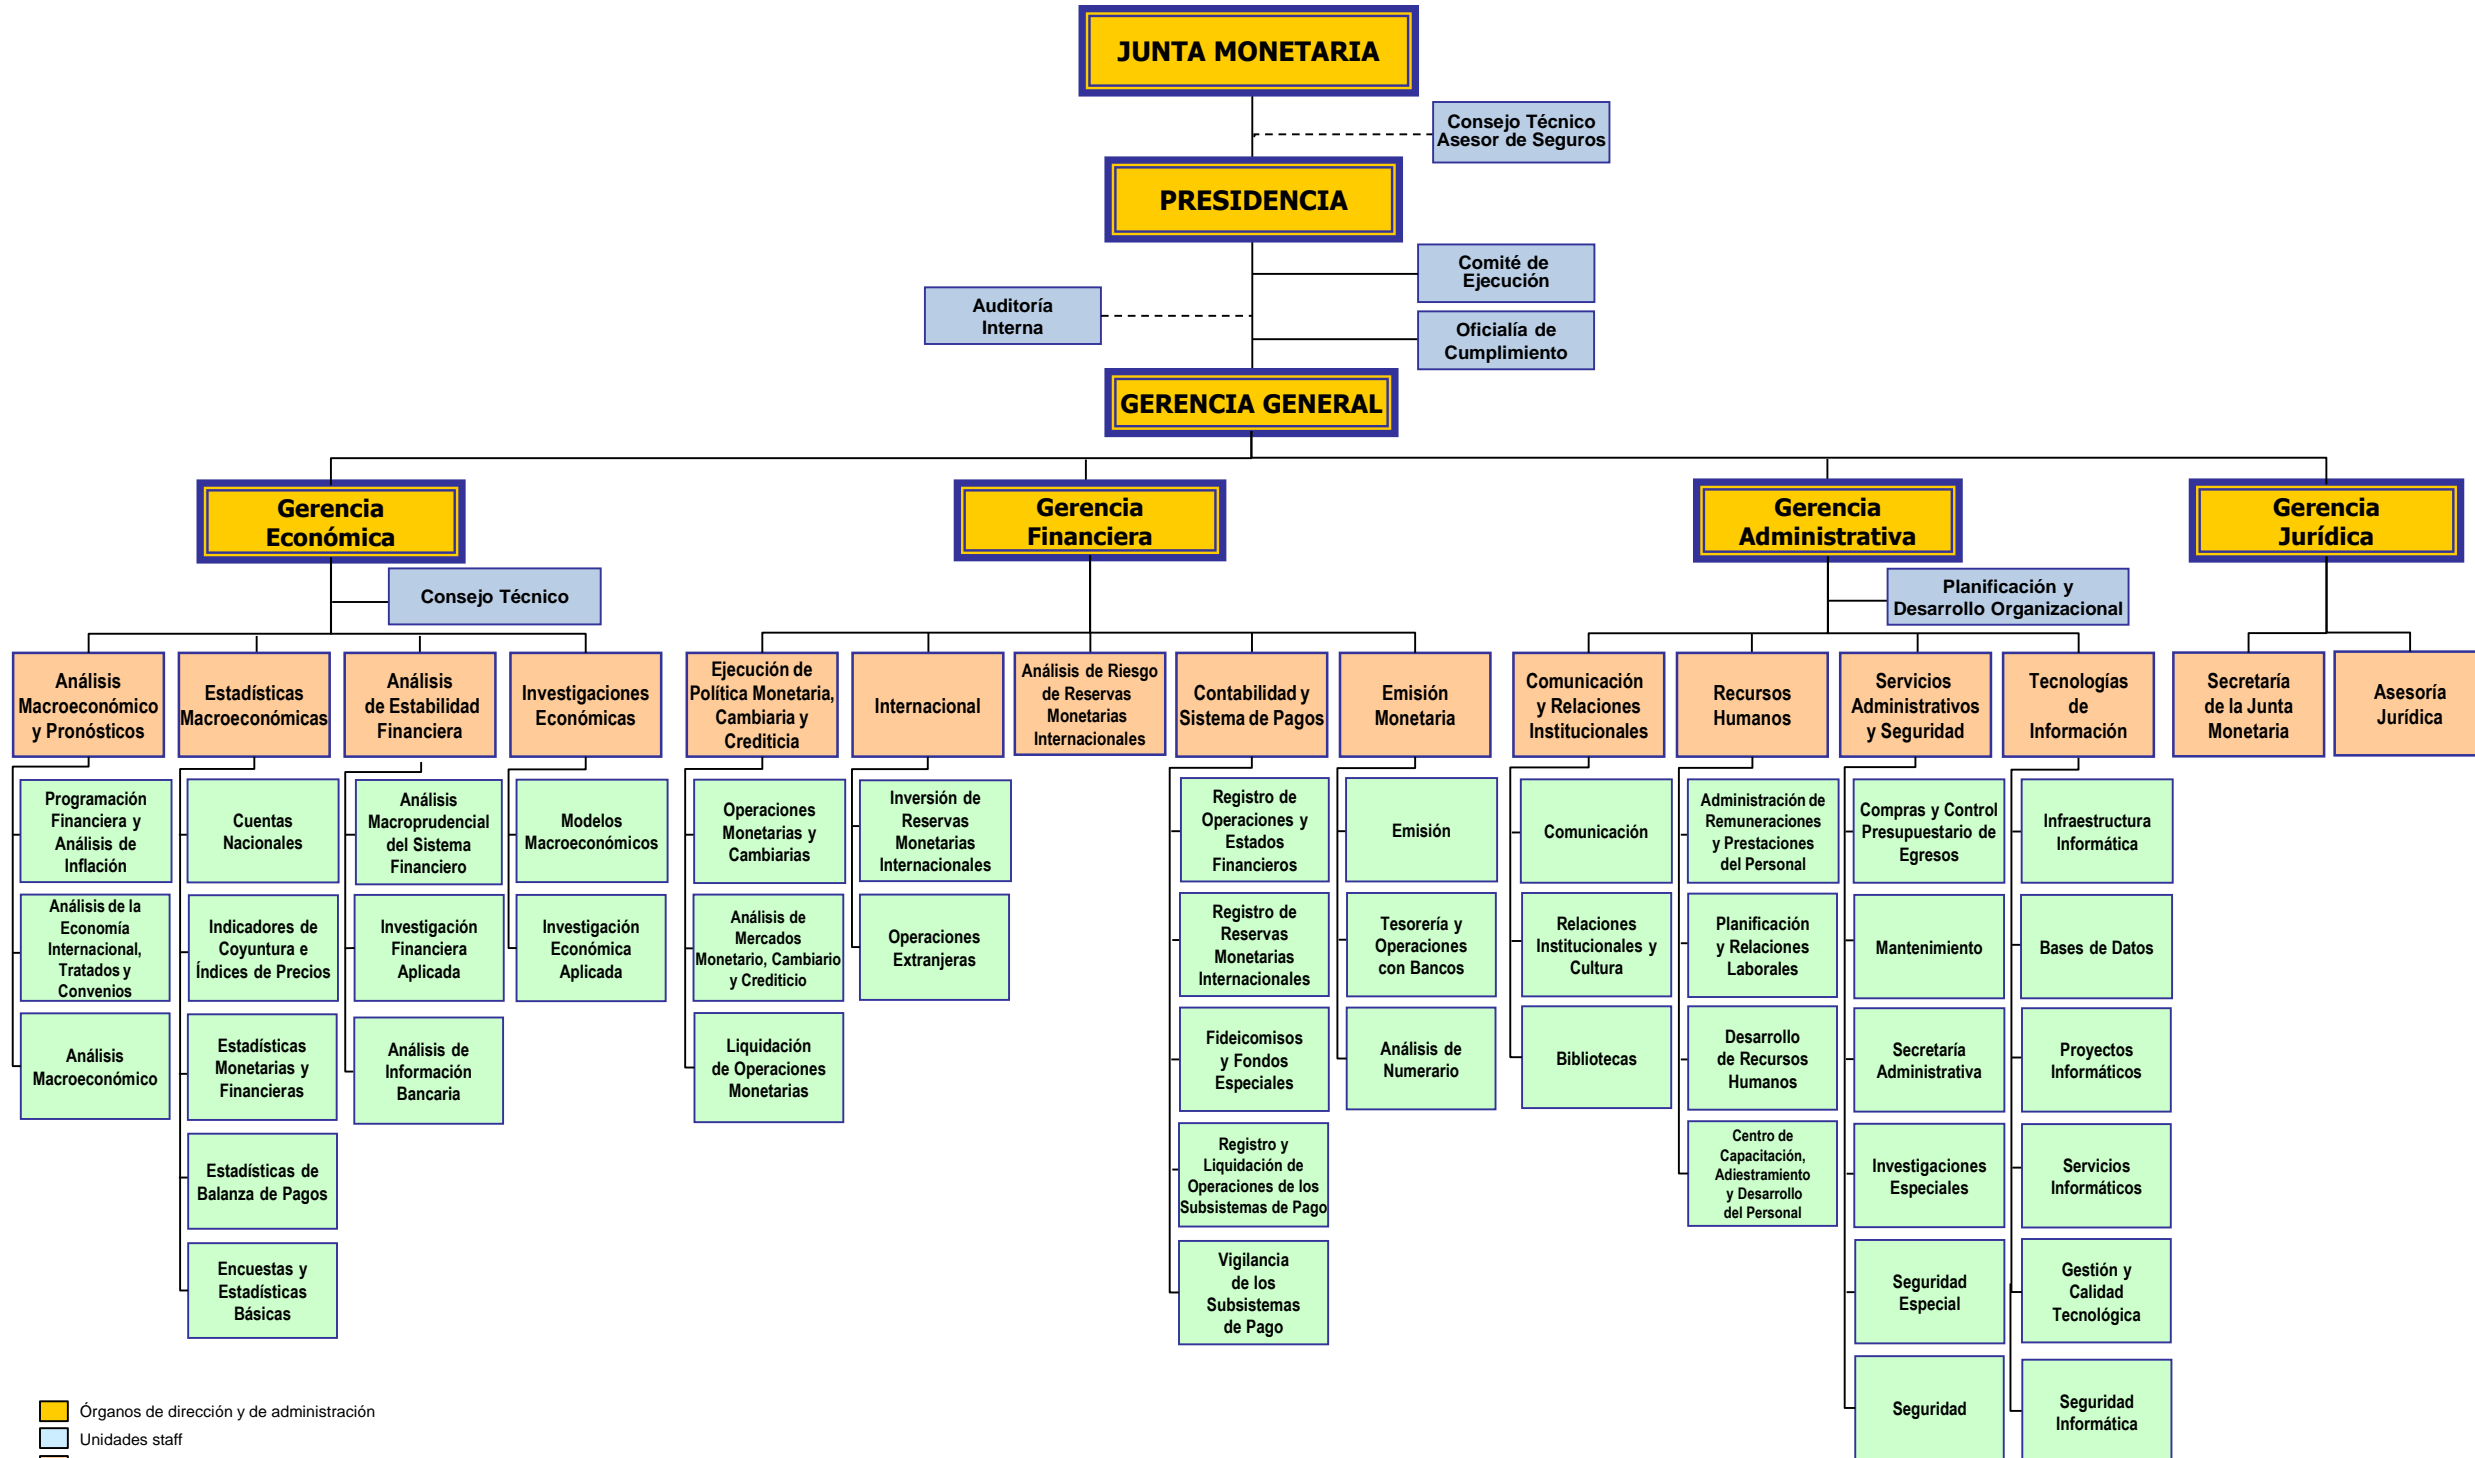 JUNTA MONETARIA
Consejo Técnico
Asesor de Seguros
PRESIDENCIA
Comité de
Ejecución
Auditoría
Interna
Oficialía de
Cumplimiento
GERENCIA GENERAL
Gerencia
Económica
Gerencia
Financiera
Gerencia
Administrativa
Gerencia
Jurídica
Consejo Técnico
Planificación y
Desarrollo Organizacional
Análisis
Macroeconómico
y Pronósticos
Estadísticas
Macroeconómicas
Análisis
de Estabilidad
Financiera
Investigaciones
Económicas
Ejecución de
Política Monetaria,
Cambiaria y
Crediticia
Internacional
Análisis de Riesgo
de Reservas
Monetarias
Internacionales
Contabilidad y
Sistema de Pagos
Emisión
Monetaria
Comunicación
y Relaciones
Institucionales
Recursos
Humanos
Servicios
Administrativos
y Seguridad
Tecnologías
de
Información
Secretaría
de la Junta
Monetaria
Asesoría
Jurídica
Programación
Financiera y
Análisis de
Inflación
Cuentas
Nacionales
Análisis
Macroprudencial
del Sistema
Financiero
Modelos
Macroeconómicos
Operaciones
Monetarias y
Cambiarias
Inversión de
Reservas
Monetarias
Internacionales
Registro de
Operaciones y
Estados
Financieros
Emisión
Comunicación
Administración de
Remuneraciones
y Prestaciones
del Personal
Compras y Control
Presupuestario de
Egresos
Infraestructura
Informática
Análisis de la
Economía
Internacional,
Tratados y
Convenios
Indicadores de
Coyuntura e
Índices de Precios
Investigación
Financiera
Aplicada
Investigación
Económica
Aplicada
Análisis de
Mercados
Monetario, Cambiario
y Crediticio
Operaciones
Extranjeras
Registro de
Reservas
Monetarias
Internacionales
Tesorería y
Operaciones
con Bancos
Relaciones
Institucionales y
Cultura
Planificación
y Relaciones
Laborales
Mantenimiento
Bases de Datos
Análisis
Macroeconómico
Estadísticas
Monetarias y
Financieras
Análisis de
Información
Bancaria
Liquidación
de Operaciones
Monetarias
Fideicomisos
y Fondos
Especiales
Análisis de
Numerario
Bibliotecas
Desarrollo
de Recursos
Humanos
Secretaría
Administrativa
Proyectos
Informáticos
Estadísticas de
Balanza de Pagos
Registro y
Liquidación de
Operaciones de los
Subsistemas de Pago
Centro de
Capacitación,
Adiestramiento
y Desarrollo
del Personal
Investigaciones
Especiales
Servicios
Informáticos
Encuestas y
Estadísticas
Básicas
Vigilancia
de los
Subsistemas
de Pago
Seguridad
Especial
Gestión y
Calidad
Tecnológica
Seguridad
Seguridad
Informática
Órganos de dirección y de administración
Unidades staff